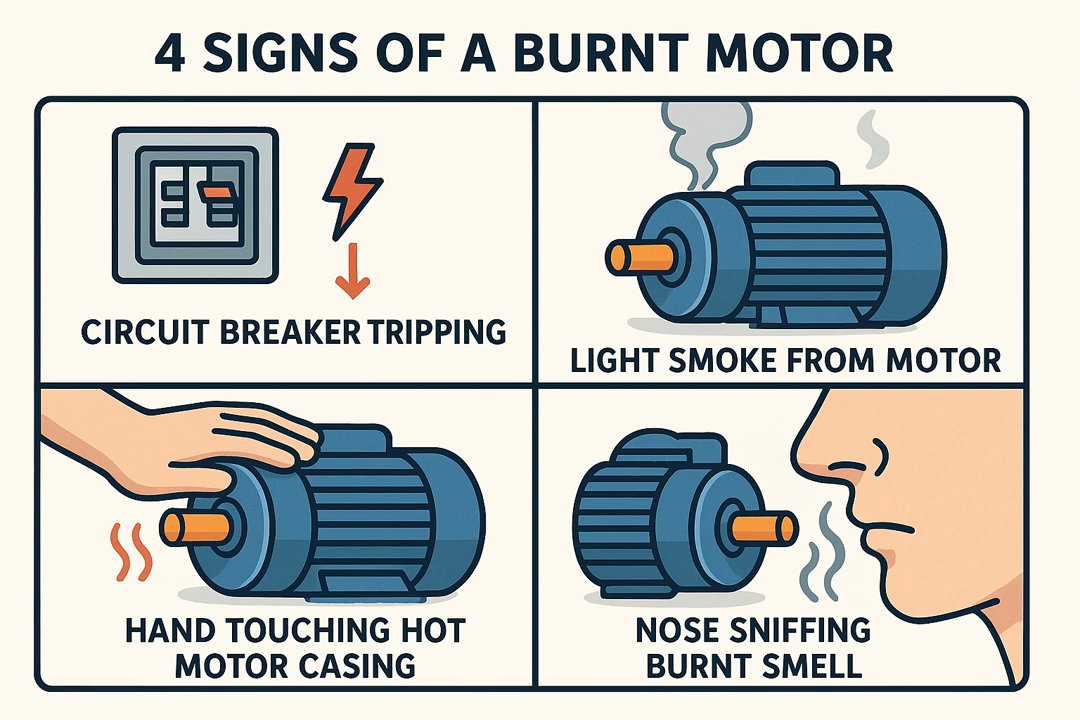 4 SIGNS OF A BURNT MOTOR
CIRCUIT BREAKER TRIPPING
LIGHT SMOKE FROM MOTOR
HAND TOUCHING HOT
MOTOR CASING
NOSE SNIFFING
BURNT SMELL